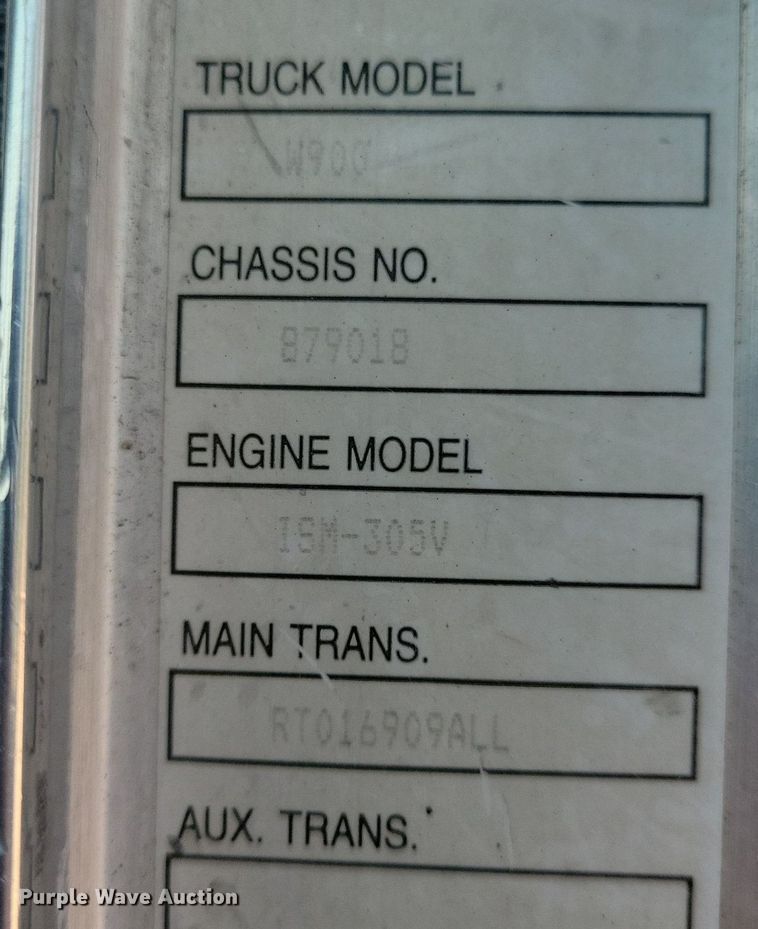 TRUCK MODEL
W900
CHASSIS NO.
879018
ENGINE MODEL
ISM-305V
MAIN TRANS.
RTO16909ALL
AUX. TRANS.
Purple Wave Auction